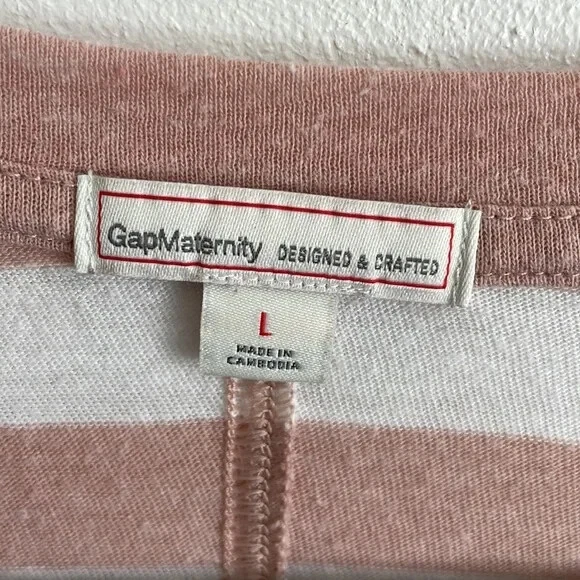 GapMaternity DESIGNED & CRAFTED
L
MADE IN
CAMBODIA